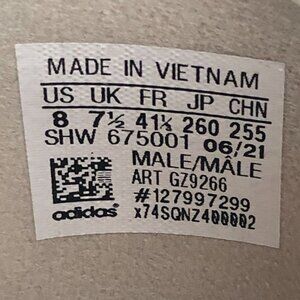 MADE IN VIETNAM
US UK FR JP CHN
8 7½ 41⅓ 260 255
SHW 675001 06/21
MALE/MÂLE
ART GZ9266
#127997299
x74SQNZ400002
adidas